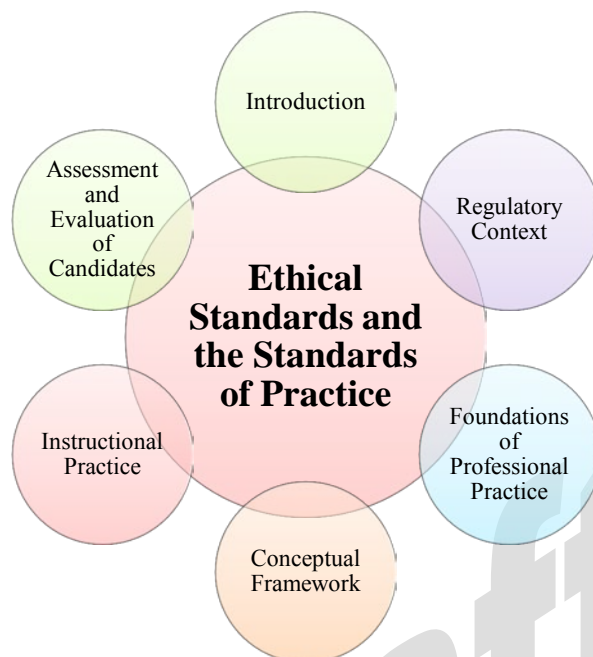 Introduction
Regulatory
Context
Foundations
of
Professional
Practice
Conceptual
Framework
Instructional
Practice
Assessment
and
Evaluation
of
Candidates
Ethical
Standards and
the Standards
of Practice